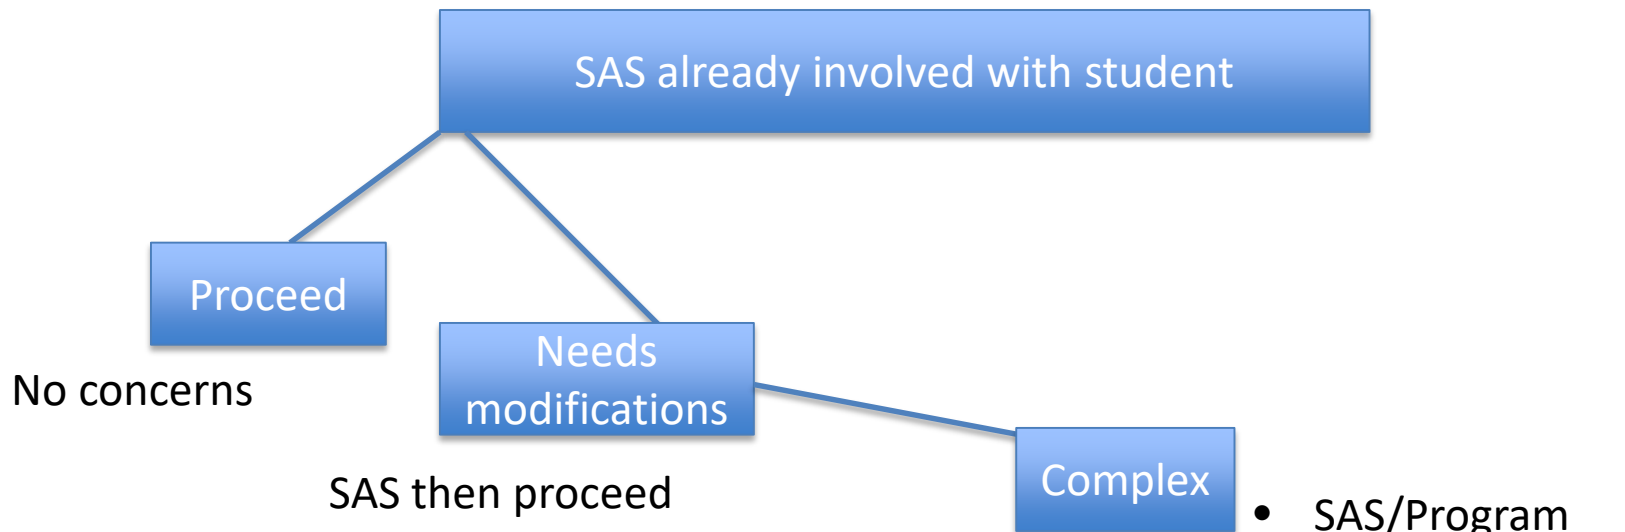 SAS already involved with student
Proceed
No concerns
Needs
modifications
SAS then proceed
Complex
• SAS/Program